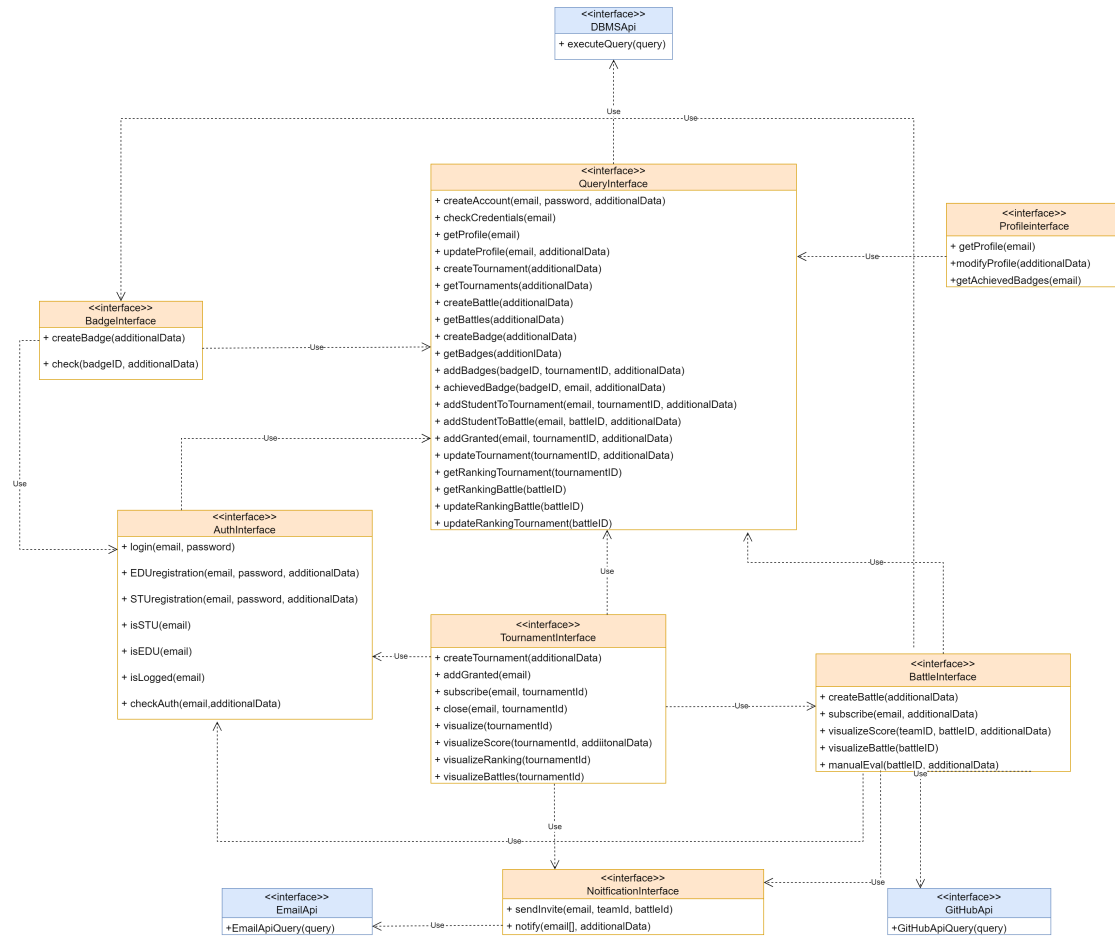 <<interface>>
DBMSApi
+ executeQuery(query)
Use
Use
<<interface>>
QueryInterface
+ createAccount(email, password, additionalData)
+ checkCredentials(email)
+ getProfile(email)
+ updateProfile(email, additionalData)
+ createTournament(additionalData)
+ getTournaments(additionalData)
+ createBattle(additionalData)
+ getBattles(additionalData)
+ createBadge(additionalData)
+ getBadges(additionlData)
+ addBadges(badgeID, tournamentID, additionalData)
+ achievedBadge(badgeID, email, additionalData)
+ addStudentToTournament(email, tournamentID, additionalData)
+ addStudentToBattle(email, battleID, additionalData)
+ addGranted(email, tournamentID, additionalData)
+ updateTournament(tournamentID, additionalData)
+ getRankingTournament(tournamentID)
+ getRankingBattle(battleID)
+ updateRankingBattle(battleID)
+ updateRankingTournament(battleID)
<<interface>>
Profileinterface
+ getProfile(email)
+modifyProfile(additionalData)
+getAchievedBadges(email)
Use
<<interface>>
BadgeInterface
+ createBadge(additionalData)
+ check(badgeID, additionalData)
Use
Use
Use
<<interface>>
AuthInterface
+ login(email, password)
+ EDUregistration(email, password, additionalData)
+ STUregistration(email, password, additionalData)
+ isSTU(email)
+ isEDU(email)
+ isLogged(email)
+ checkAuth(email,additionalData)
Use
Use
Use
<<interface>>
TournamentInterface
+ createTournament(additionalData)
+ addGranted(email)
+ subscribe(email, tournamentId)
+ close(email, tournamentId)
+ visualize(tournamentId)
+ visualizeScore(tournamentId, addiitonalData)
+ visualizeRanking(tournamentId)
+ visualizeBattles(tournamentId)
Use
<<interface>>
BattleInterface
+ createBattle(additionalData)
+ subscribe(email, additionalData)
+ visualizeScore(teamID, battleID, additionalData)
+ visualizeBattle(battleID)
+ manualEval(battleID, additionalData)
Use
Use
Use
Use
<<interface>>
NoitficationInterface
+ sendInvite(email, teamId, battleId)
+ notify(email[], additionalData)
Use
<<interface>>
EmailApi
+EmailApiQuery(query)
<<interface>>
GitHubApi
+GitHubApiQuery(query)